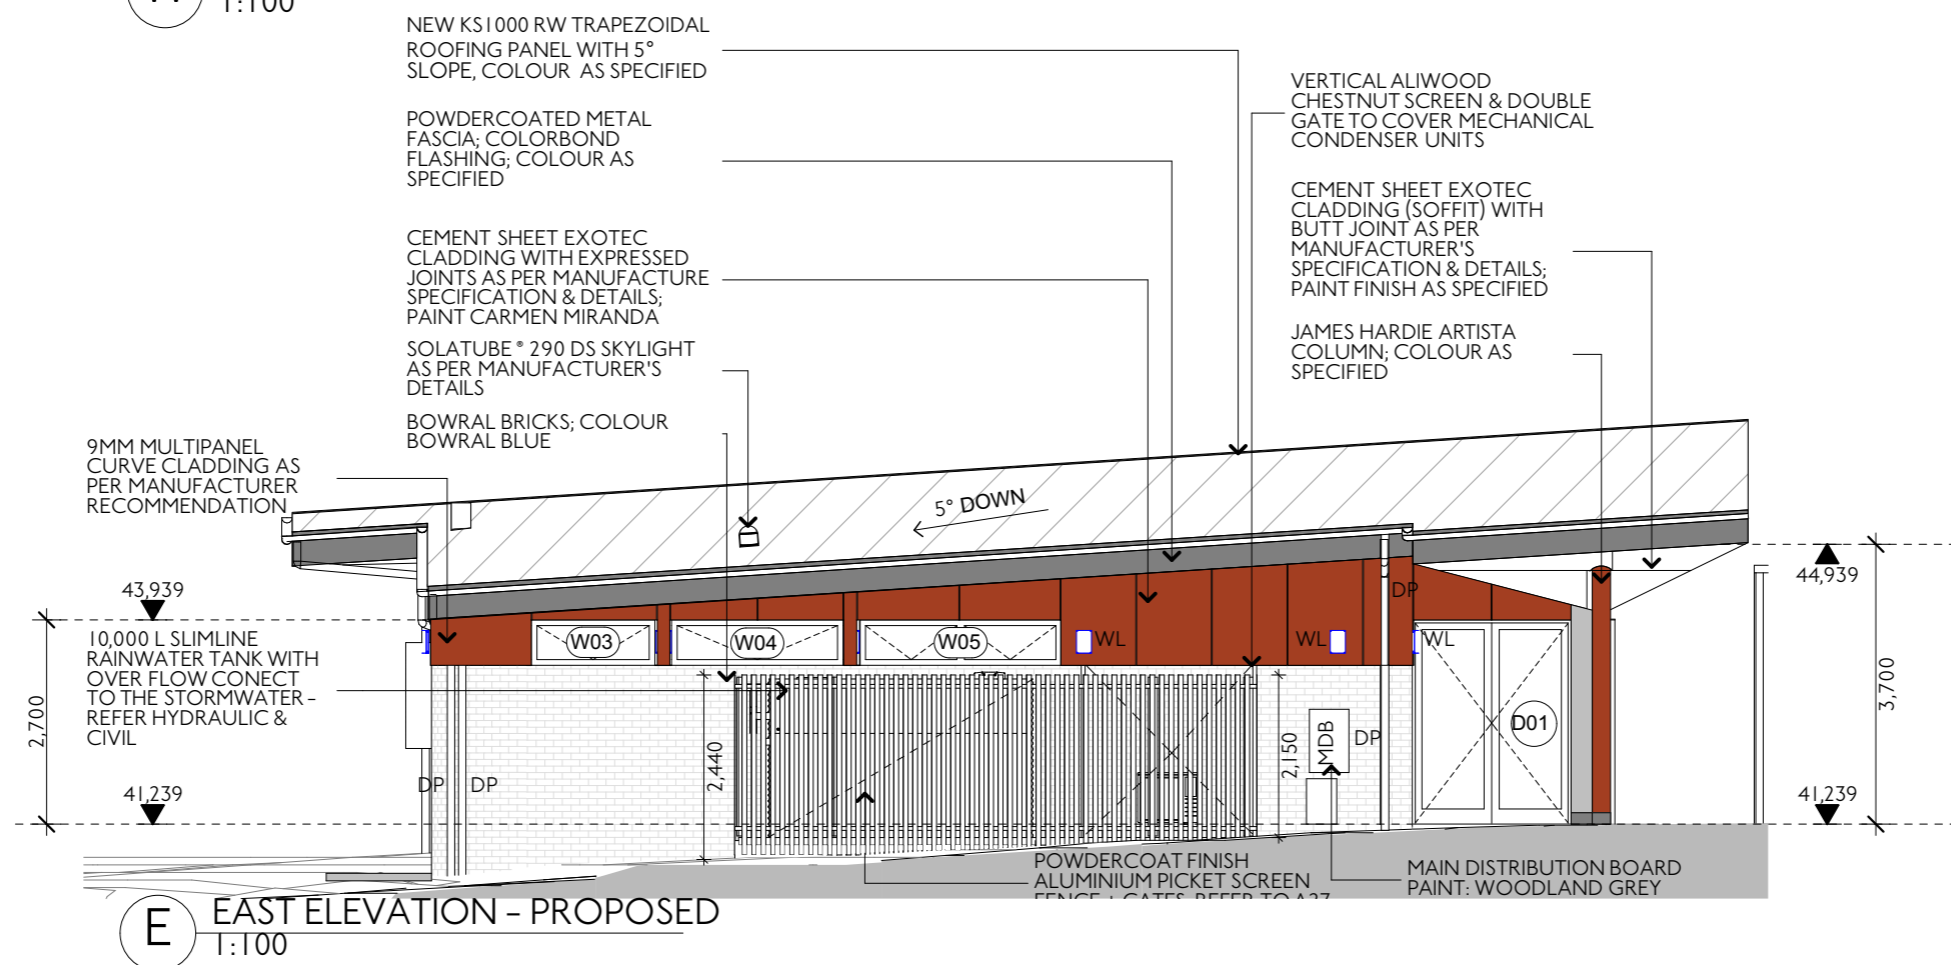 1:100
NEW KS1000 RW TRAPEZOIDAL
ROOFING PANEL WITH 5°
SLOPE, COLOUR AS SPECIFIED
POWDERCOATED METAL
FASCIA; COLORBOND
FLASHING; COLOUR AS
SPECIFIED
CEMENT SHEET EXOTEC
CLADDING WITH EXPRESSED
JOINTS AS PER MANUFACTURE
SPECIFICATION & DETAILS;
PAINT CARMEN MIRANDA
SOLATUBE® 290 DS SKYLIGHT
AS PER MANUFACTURER'S
DETAILS
BOWRAL BRICKS; COLOUR
BOWRAL BLUE
VERTICAL ALIWOOD
CHESTNUT SCREEN & DOUBLE
GATE TO COVER MECHANICAL
CONDENSER UNITS
CEMENT SHEET EXOTEC
CLADDING (SOFFIT) WITH
BUTT JOINT AS PER
MANUFACTURER'S
SPECIFICATION & DETAILS;
PAINT FINISH AS SPECIFIED
JAMES HARDIE ARTISTA
COLUMN; COLOUR AS
SPECIFIED
9MM MULTIPANEL
CURVE CLADDING AS
PER MANUFACTURER
RECOMMENDATION
5° DOWN
43,939
44,939
10,000 L SLIMLINE
RAINWATER TANK WITH
OVER FLOW CONECT
TO THE STORMWATER -
REFER HYDRAULIC &
CIVIL
2,700
41,239
DP
DP
W03
W04
W05
WL
WL
WL
DP
2,440
2,150
MDB
DP
D01
3,700
41,239
POWDERCOAT FINISH
ALUMINIUM PICKET SCREEN
FENCE + GATES, REFER TO A27
MAIN DISTRIBUTION BOARD
PAINT: WOODLAND GREY
E
EAST ELEVATION - PROPOSED
1:100